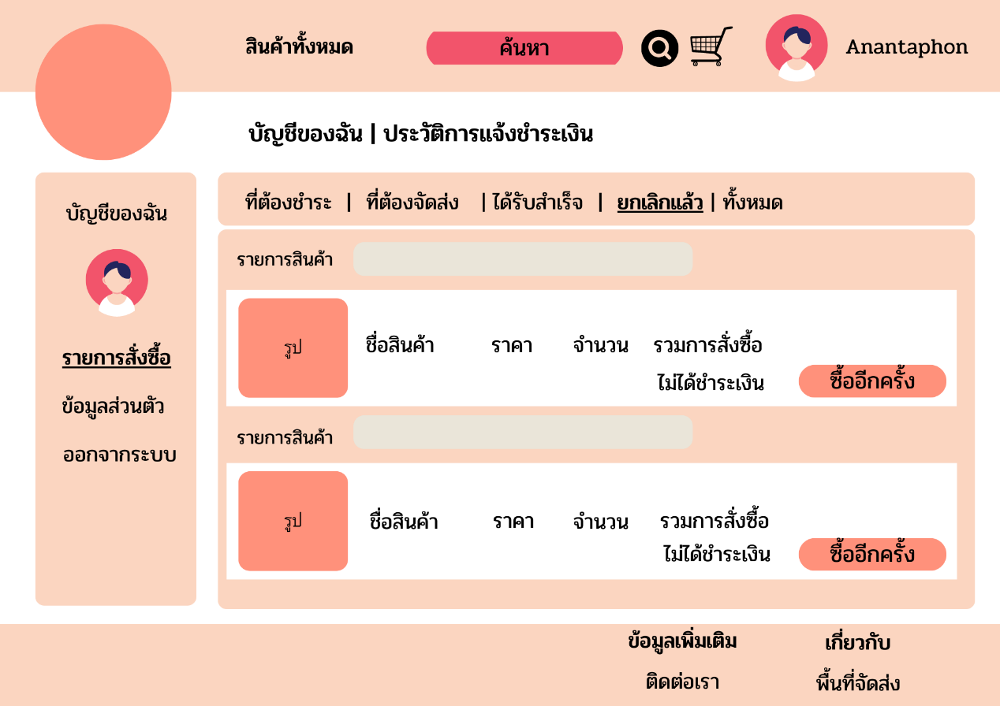 สินค้าทั้งหมด ค้นหา Anantaphon
บัญชีของฉัน | ประวัติการแจ้งชำระเงิน
บัญชีของฉัน
รายการสั่งซื้อ
ข้อมูลส่วนตัว
ออกจากระบบ
ที่ต้องชำระ | ที่ต้องจัดส่ง | ได้รับสำเร็จ | ยกเลิกแล้ว | ทั้งหมด
รายการสินค้า
รูป ชื่อสินค้า ราคา จำนวน รวมการสั่งซื้อ
ไม่ได้ชำระเงิน ซื้ออีกครั้ง
รายการสินค้า
รูป ชื่อสินค้า ราคา จำนวน รวมการสั่งซื้อ
ไม่ได้ชำระเงิน ซื้ออีกครั้ง
ข้อมูลเพิ่มเติม เกี่ยวกับ
ติดต่อเรา พื้นที่จัดส่ง